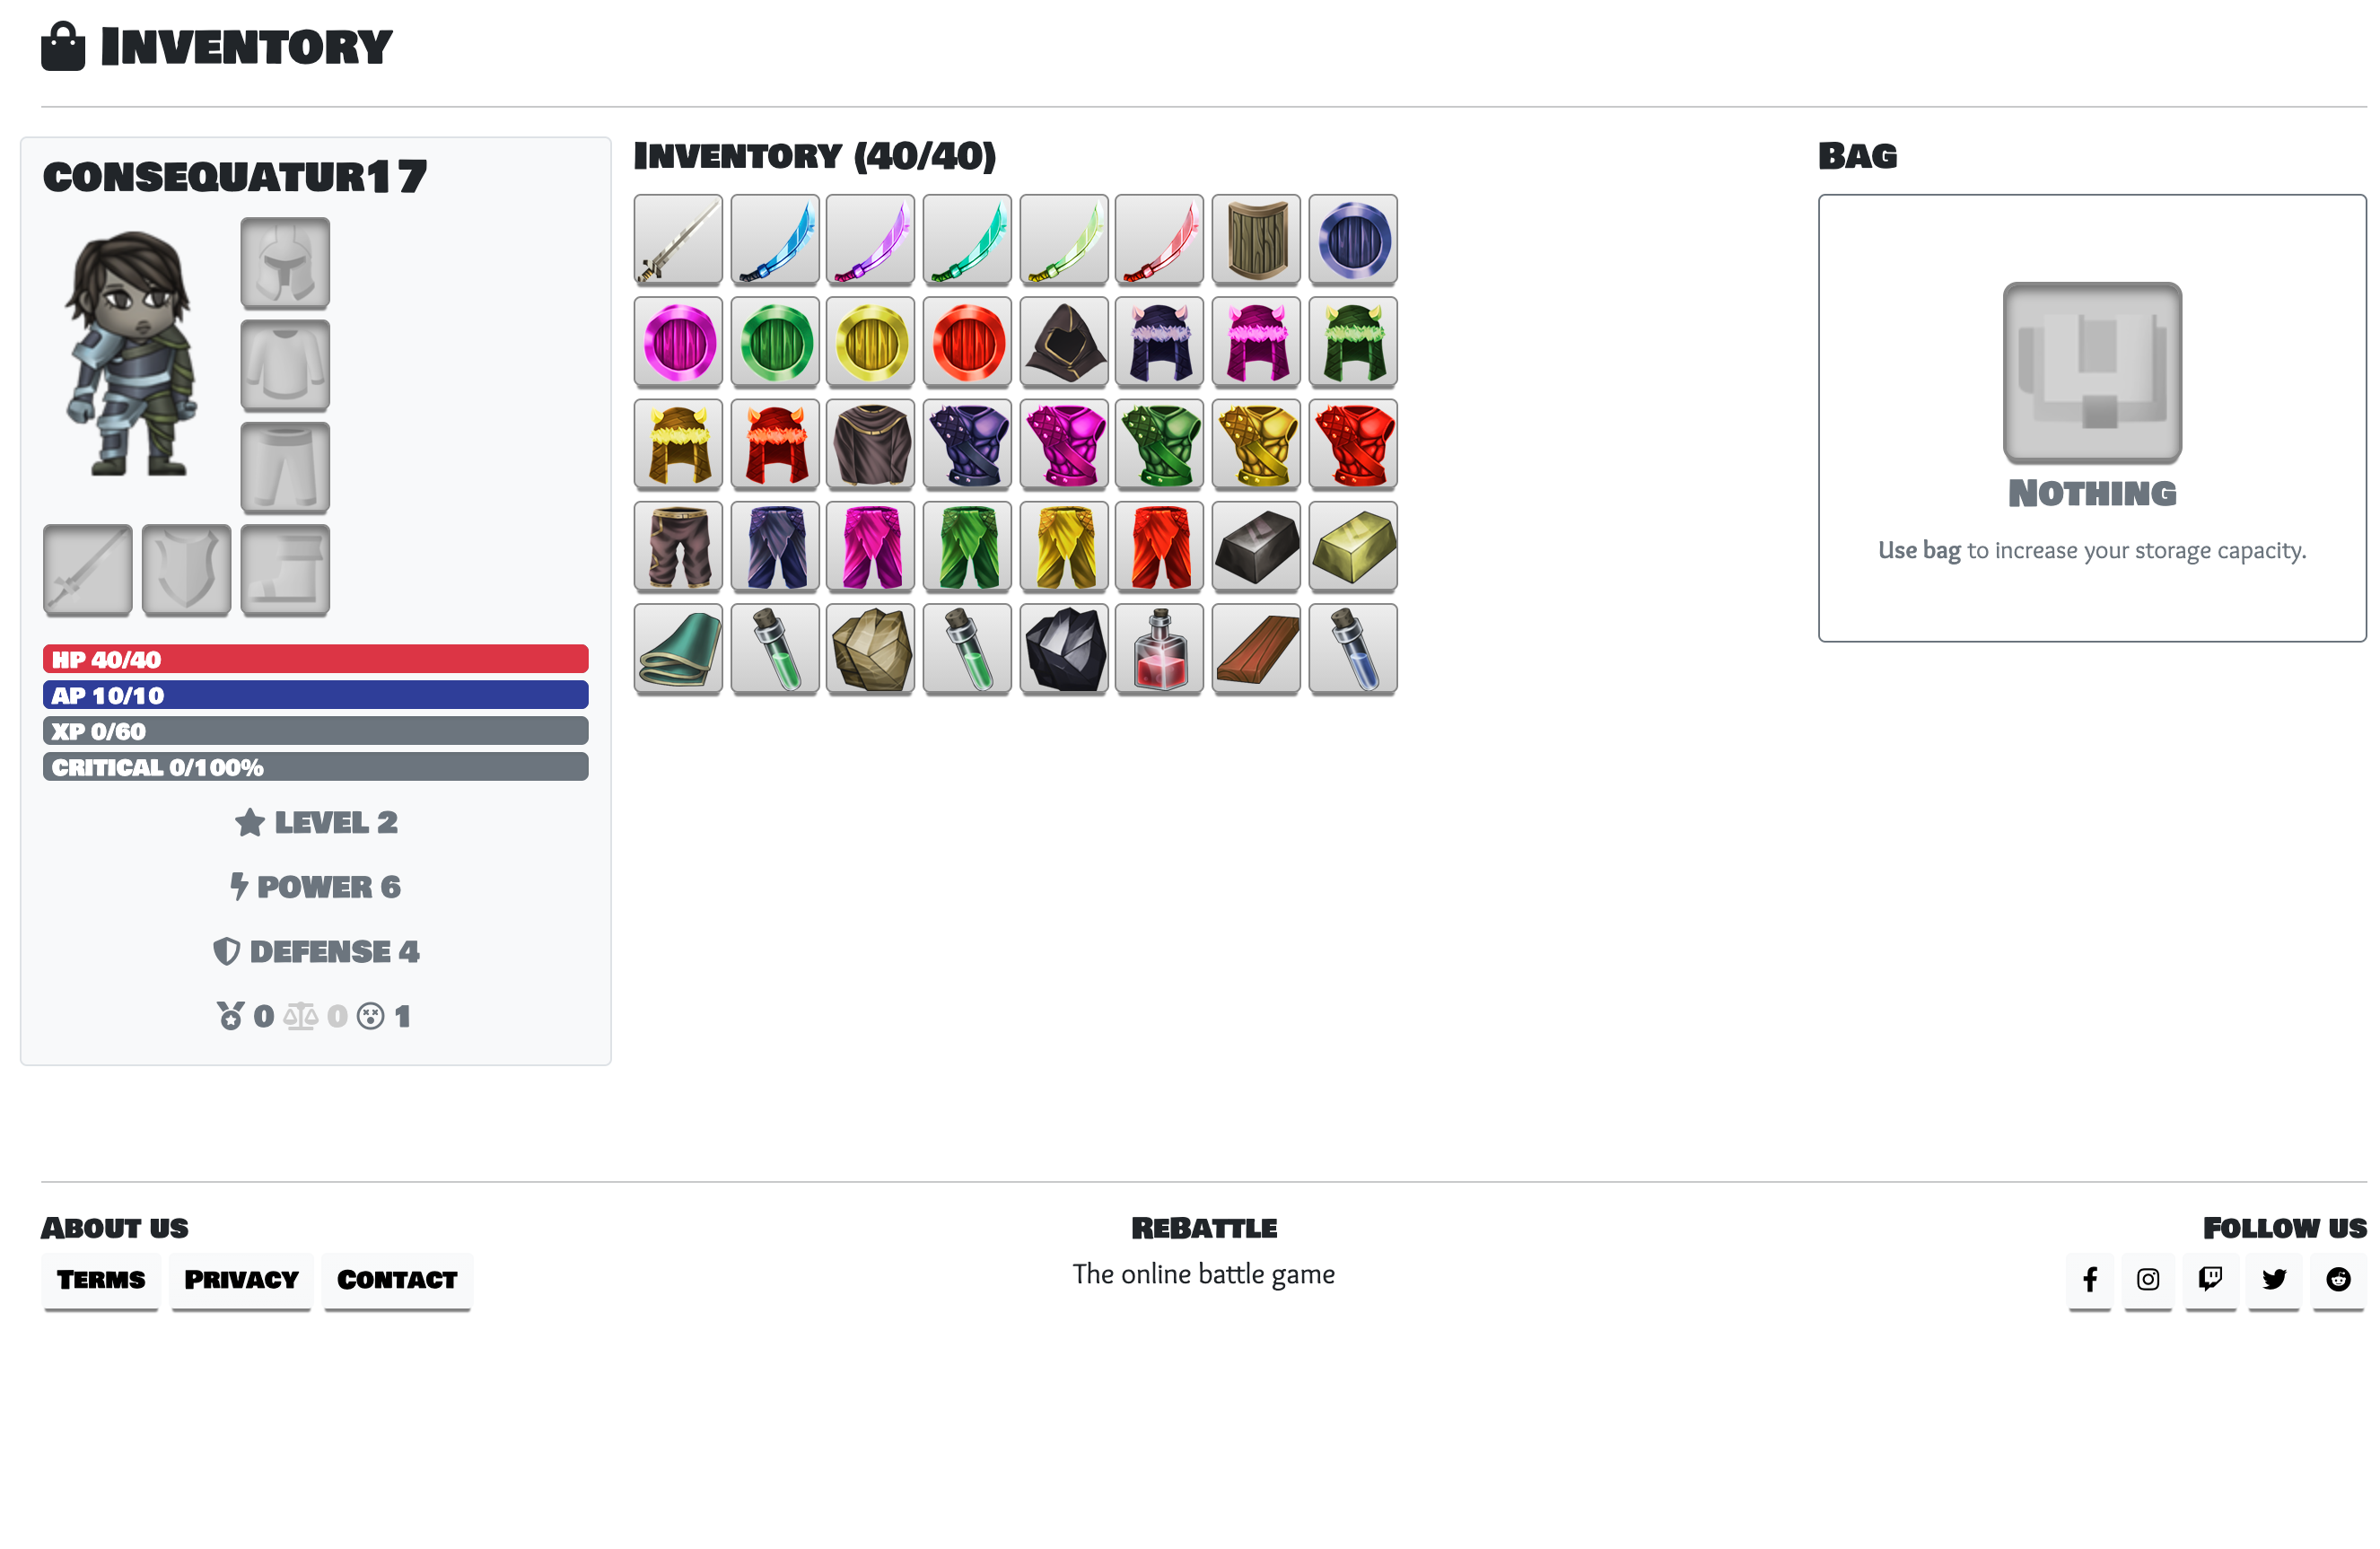 Inventory
consequatur17
HP 40/40
AP 10/10
XP 0/60
CRITICAL 0/100%
LEVEL 2
POWER 6
DEFENSE 4
0 0 1
Inventory (40/40)
Bag
Nothing
Use bag to increase your storage capacity.
About us
Terms Privacy Contact
ReBattle
The online battle game
Follow us